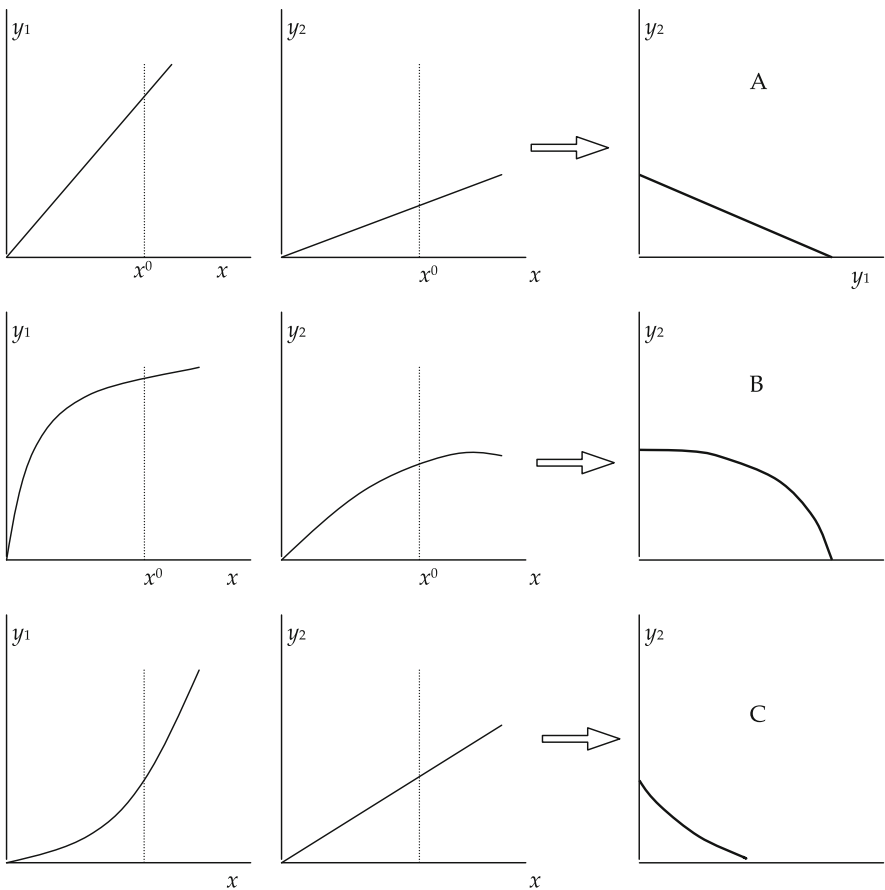 y1 y2 y2
A
x⁰ x x⁰ x y1
y1 y2 y2
B
x⁰ x x⁰ x
y1 y2 y2
C
x x